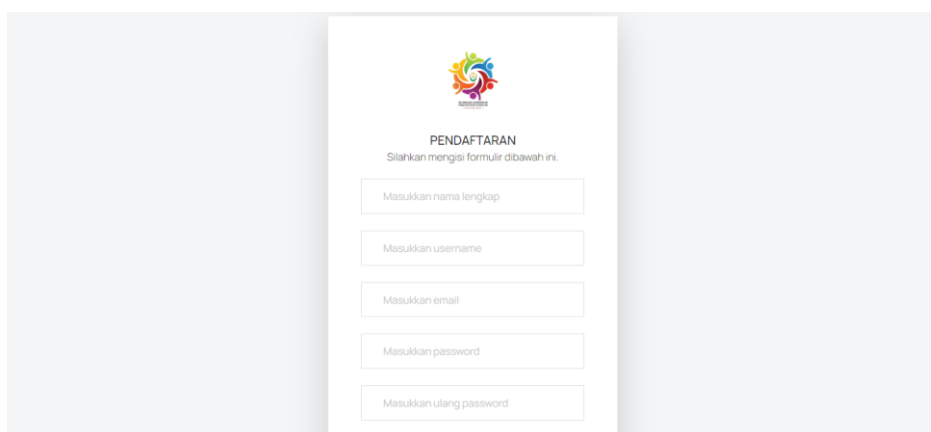 PENDAFTARAN
Silahkan mengisi formulir dibawah ini.
Masukkan nama lengkap
Masukkan username
Masukkan email
Masukkan password
Masukkan ulang password